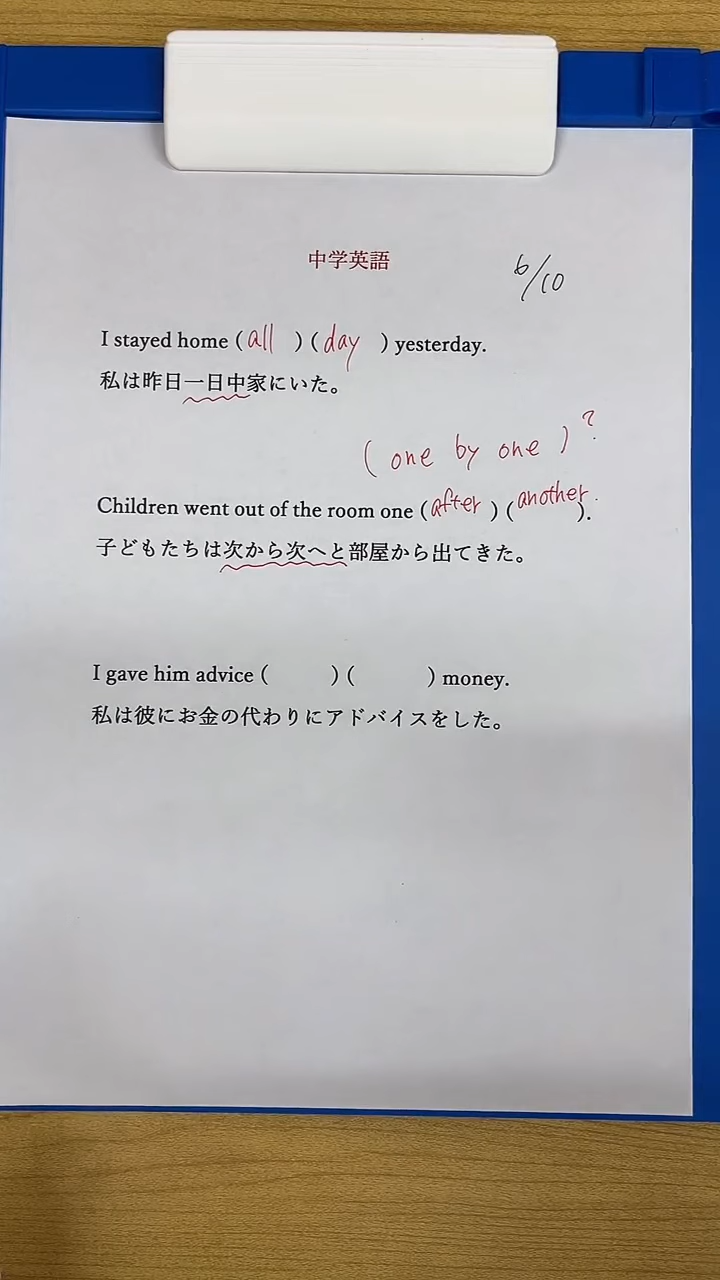 中学英語 6/10
I stayed home (all)(day) yesterday.
私は昨日一日中家にいた。
(one by one)?
Children went out of the room one (after)(another).
子どもたちは次から次へと部屋から出てきた。
I gave him advice (      )(      ) money.
私は彼にお金の代わりにアドバイスをした。